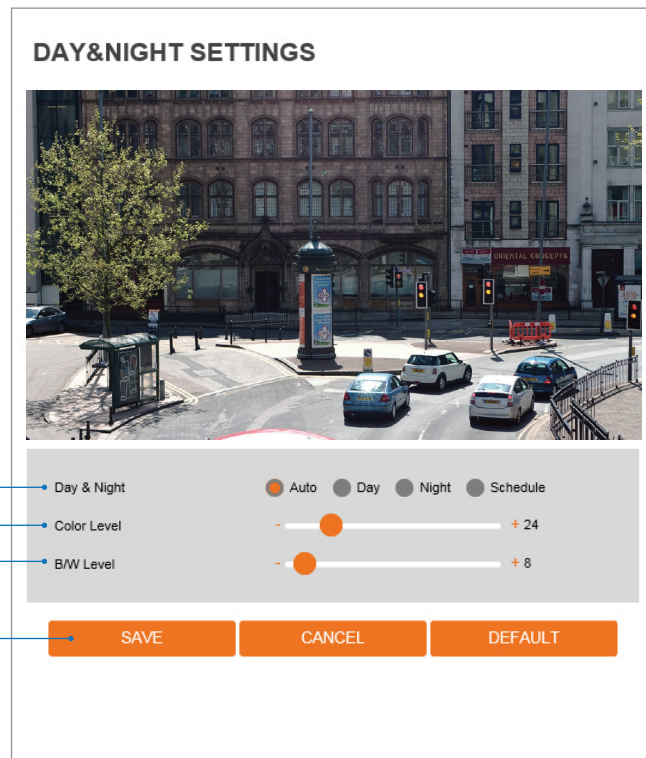 DAY&NIGHT SETTINGS
ORIENTAL CONCEPTS
Day & Night Auto Day Night Schedule
Color Level - + 24
B/W Level - + 8
SAVE CANCEL DEFAULT